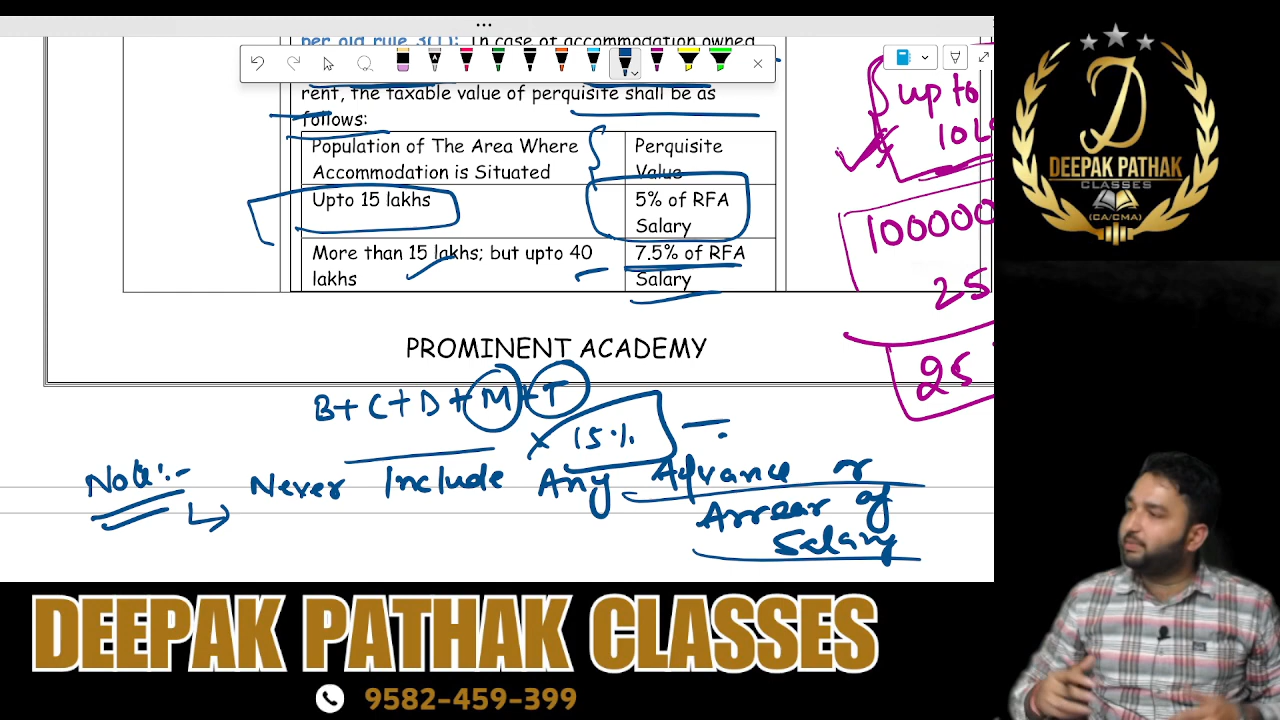 per old rule 3(1): In case of accommodation owned
rent, the taxable value of perquisite shall be as
follows:
Population of The Area Where
Accommodation is Situated
Perquisite
Value
Upto 15 lakhs
5% of RFA
Salary
More than 15 lakhs; but upto 40
lakhs
7.5% of RFA
Salary
PROMINENT ACADEMY
B+ C+ D+ M + T
× 15%
Note:-
Never Include Any Advance or
Arrear of
Salary
up to
10L
100000
25
25
D
DEEPAK PATHAK
CLASSES
(CA/CMA)
DEEPAK PATHAK CLASSES
9582-459-399